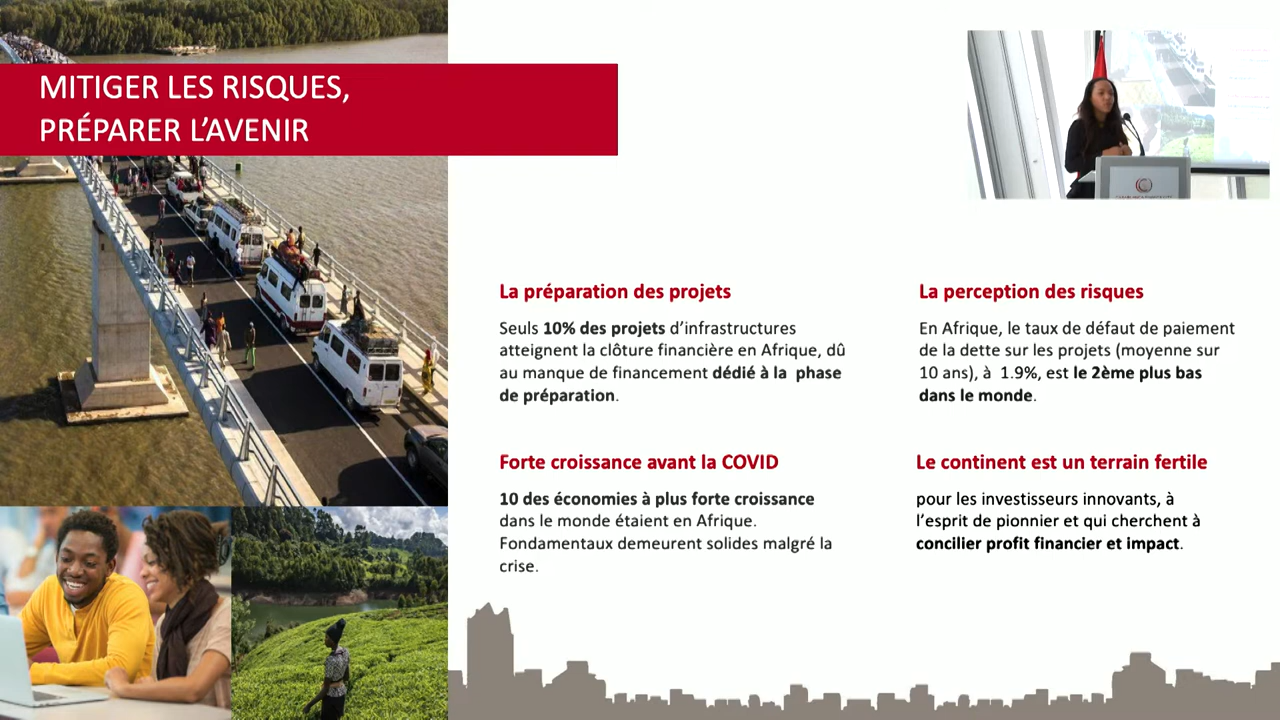 MITIGER LES RISQUES,
PRÉPARER L'AVENIR
La préparation des projets
Seuls 10% des projets d'infrastructures
atteignent la clôture financière en Afrique, dû
au manque de financement dédié à la phase
de préparation.
La perception des risques
En Afrique, le taux de défaut de paiement
de la dette sur les projets (moyenne sur
10 ans), à 1.9%, est le 2ème plus bas
dans le monde.
Forte croissance avant la COVID
10 des économies à plus forte croissance
dans le monde étaient en Afrique.
Fondamentaux demeurent solides malgré la
crise.
Le continent est un terrain fertile
pour les investisseurs innovants, à
l'esprit de pionnier et qui cherchent à
concilier profit financier et impact.